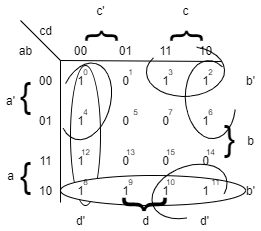 c' c
cd
ab 00 01 11 10
00 1 0 0 1 1 3 1 2 b'
a'
01 1 4 0 5 0 7 1 6
b
11 1 12 0 13 0 15 0 14
a
10 1 8 1 9 1 10 1 11 b'
d' d d'